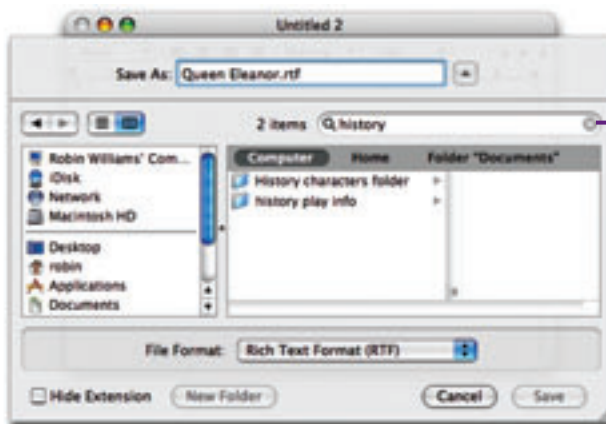 Untitled 2
Save As: Queen Eleanor.rtf
2 items history
Computer Home Folder "Documents"
Robin Williams' Com...
iDisk
Network
Macintosh HD
Desktop
robin
Applications
Documents
History characters folder
history play info
File Format: Rich Text Format (RTF)
Hide Extension New Folder Cancel Save